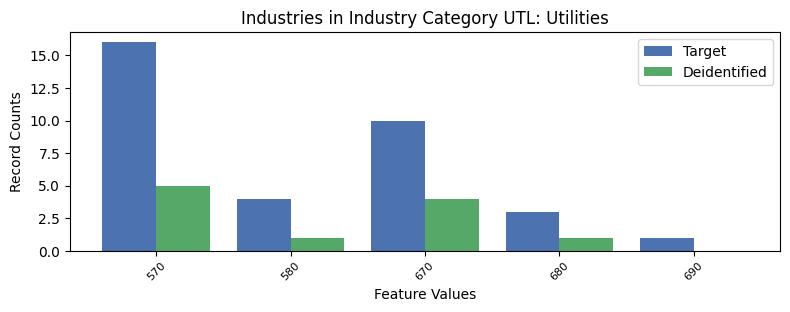 Industries in Industry Category UTL: Utilities
Target
Deidentified
Record Counts
15.0
12.5
10.0
7.5
5.0
2.5
0.0
570
580
670
680
690
Feature Values